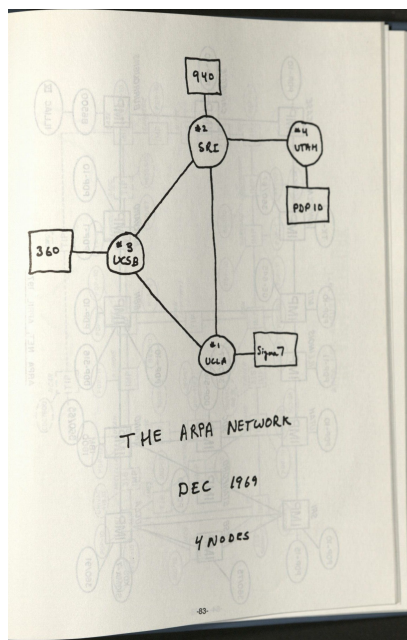 940
#2
SRI
#4
UTAH
PDP 10
360
#3
UCSB
#1
UCLA
Sigma 7
THE ARPA NETWORK
DEC 1969
4 NODES
-83-